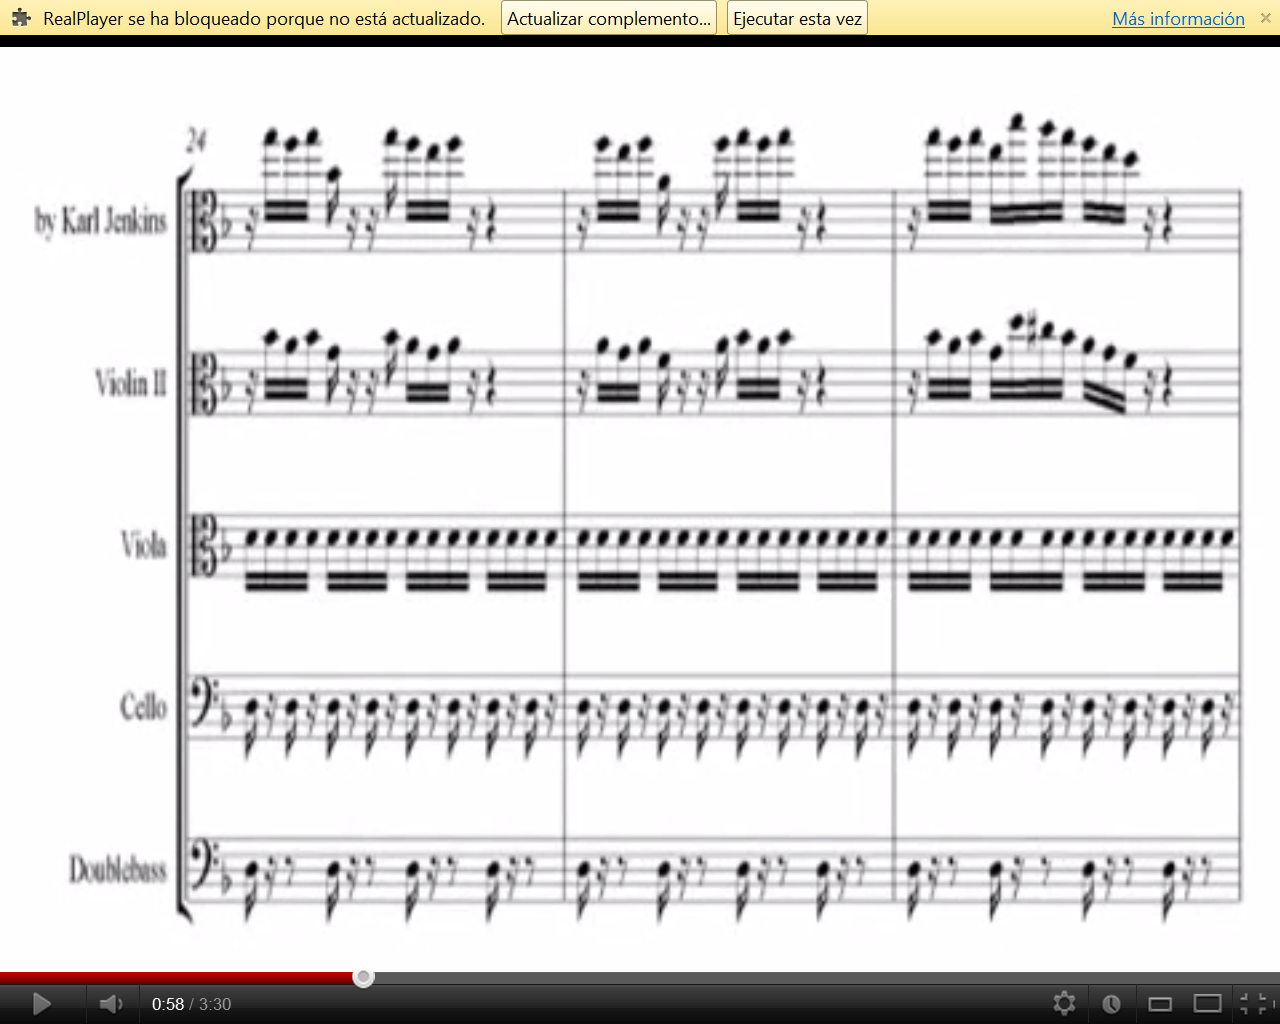 RealPlayer se ha bloqueado porque no está actualizado. Actualizar complemento... Ejecutar esta vez Más información ×
24
by Karl Jenkins
Violin II
Viola
Cello
Doublebass
0:58 / 3:30